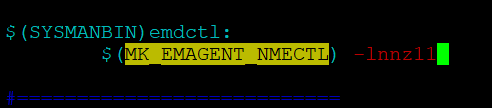 $(SYSMANBIN)emdctl:
$(MK_EMAGENT_NMECTL) -lnnz11
#============================